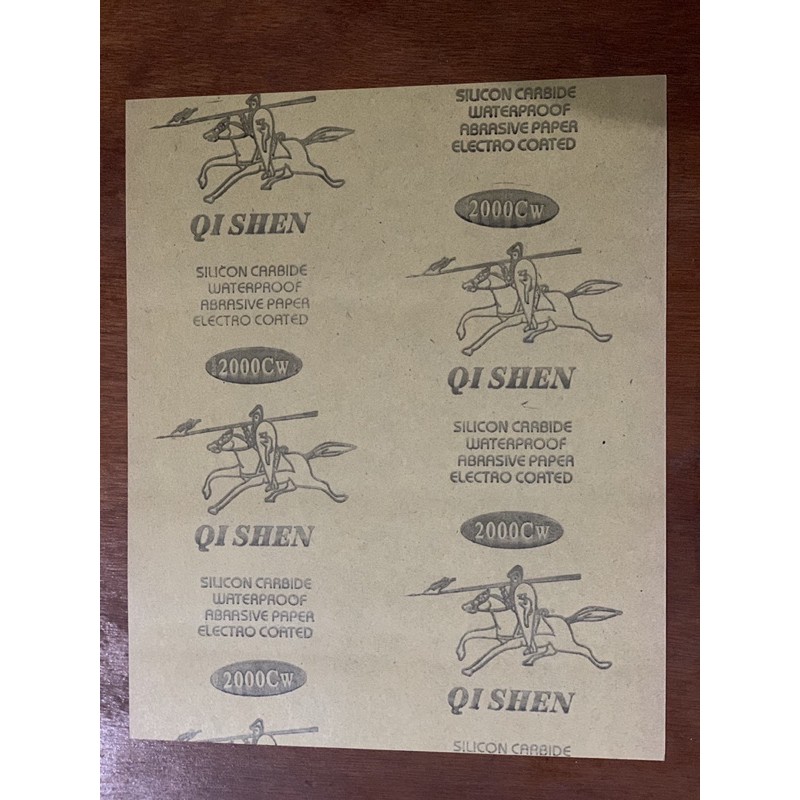 QI SHEN
SILICON CARBIDE
WATERPROOF
ABRASIVE PAPER
ELECTRO COATED
2000Cw
QI SHEN
SILICON CARBIDE
WATERPROOF
ABRASIVE PAPER
ELECTRO COATED
2000Cw
SILICON CARBIDE
WATERPROOF
ABRASIVE PAPER
ELECTRO COATED
2000Cw
QI SHEN
SILICON CARBIDE
WATERPROOF
ABRASIVE PAPER
ELECTRO COATED
2000Cw
QI SHEN
SILICON CARBIDE